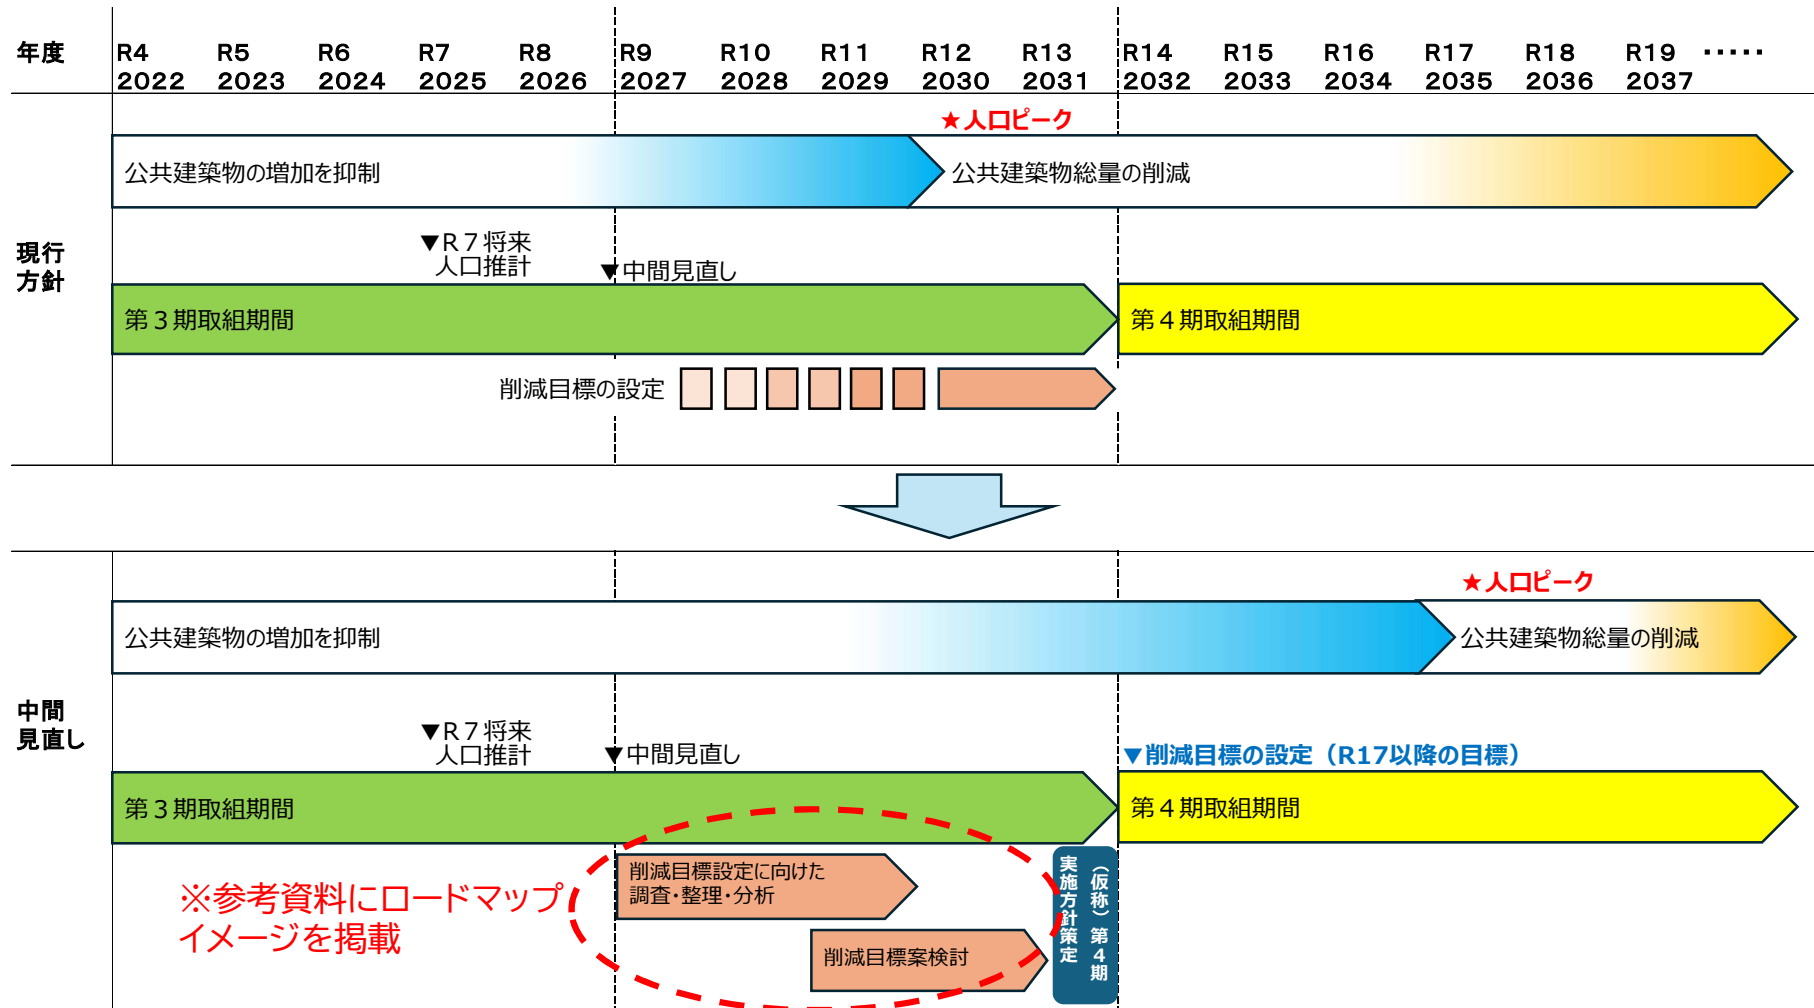 年度
R4 R5 R6 R7 R8 R9 R10 R11 R12 R13 R14 R15 R16 R17 R18 R19 ・・・・・
2022 2023 2024 2025 2026 2027 2028 2029 2030 2031 2032 2033 2034 2035 2036 2037
★人口ピーク
公共建築物の増加を抑制
公共建築物総量の削減
現行
方針
▼R７将来
人口推計
▼中間見直し
第３期取組期間
第４期取組期間
削減目標の設定
★人口ピーク
公共建築物の増加を抑制
公共建築物総量の削減
中間
見直し
▼R７将来
人口推計
▼中間見直し
▼削減目標の設定（R17以降の目標）
第３期取組期間
第４期取組期間
削減目標設定に向けた
調査・整理・分析
※参考資料にロードマップ
イメージを掲載
削減目標案検討
（仮称）第４期
実施方針策定